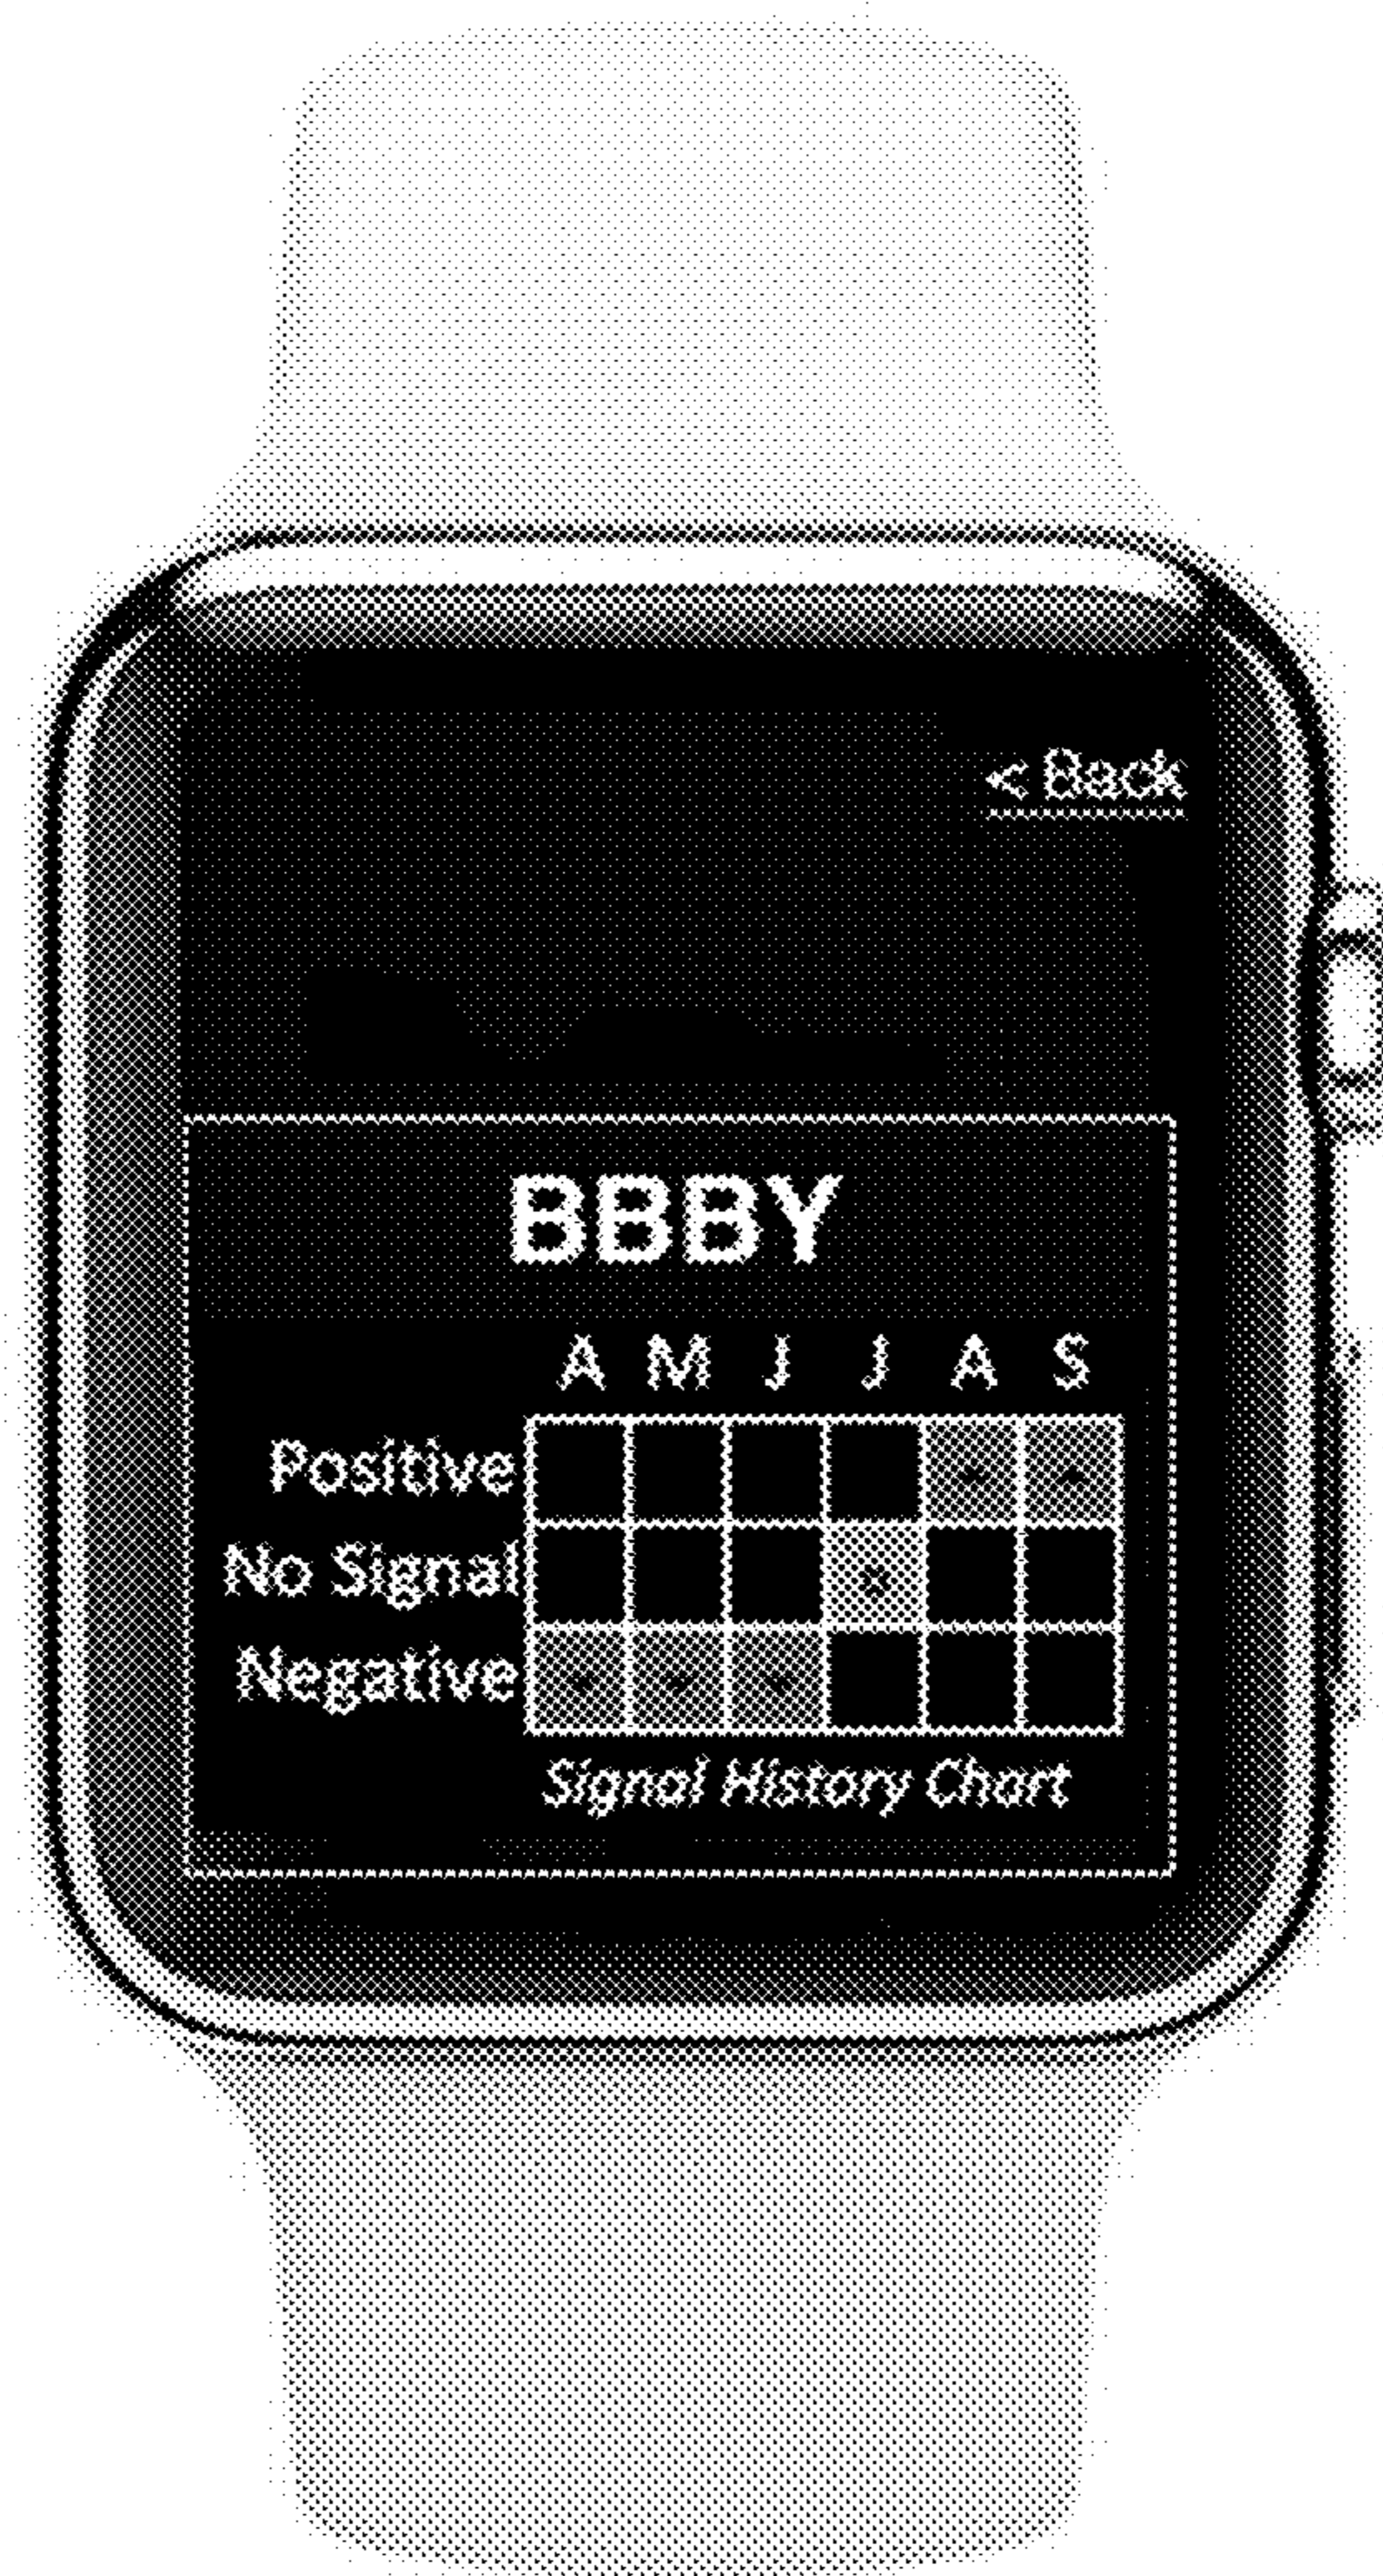 < Back
BBBY
A M J J A S
Positive
No Signal
Negative
Signal History Chart